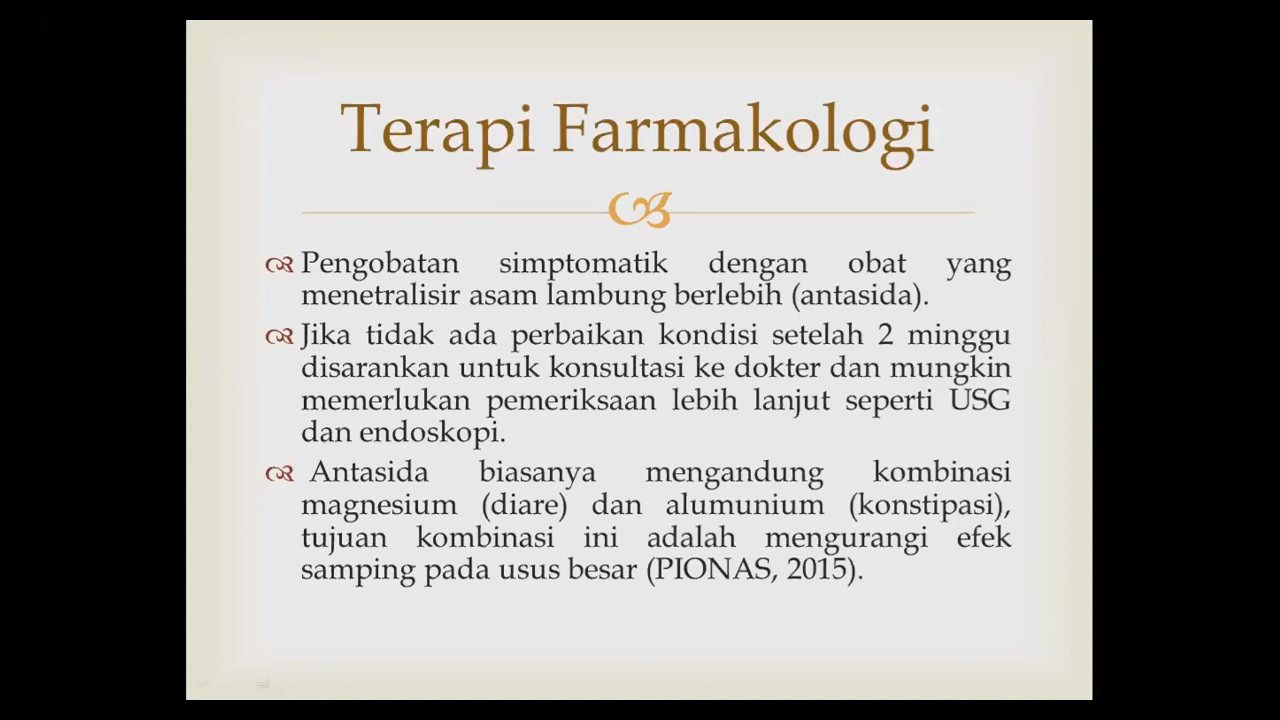 Terapi Farmakologi
Pengobatan simptomatik dengan obat yang
menetralisir asam lambung berlebih (antasida).
Jika tidak ada perbaikan kondisi setelah 2 minggu
disarankan untuk konsultasi ke dokter dan mungkin
memerlukan pemeriksaan lebih lanjut seperti USG
dan endoskopi.
Antasida biasanya mengandung kombinasi
magnesium (diare) dan alumunium (konstipasi),
tujuan kombinasi ini adalah mengurangi efek
samping pada usus besar (PIONAS, 2015).